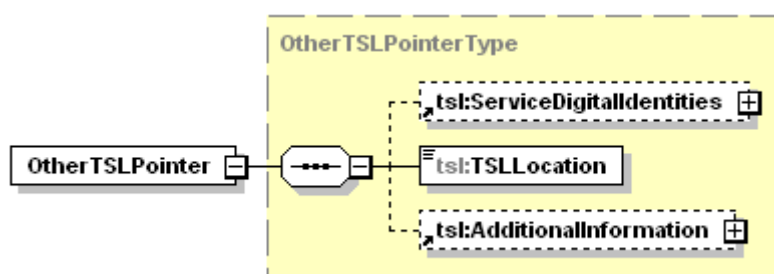 OtherTSLPointerType
tsl:ServiceDigitalIdentities
OtherTSLPointer
tsl:TSLLocation
tsl:AdditionalInformation